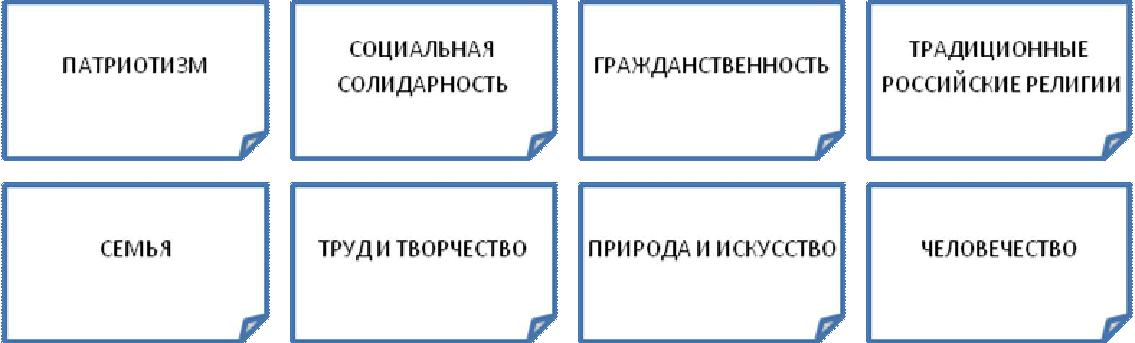 ПАТРИОТИЗМ
СОЦИАЛЬНАЯ
СОЛИДАРНОСТЬ
ГРАЖДАНСТВЕННОСТЬ
ТРАДИЦИОННЫЕ
РОССИЙСКИЕ РЕЛИГИИ
СЕМЬЯ
ТРУД И ТВОРЧЕСТВО
ПРИРОДА И ИСКУССТВО
ЧЕЛОВЕЧЕСТВО